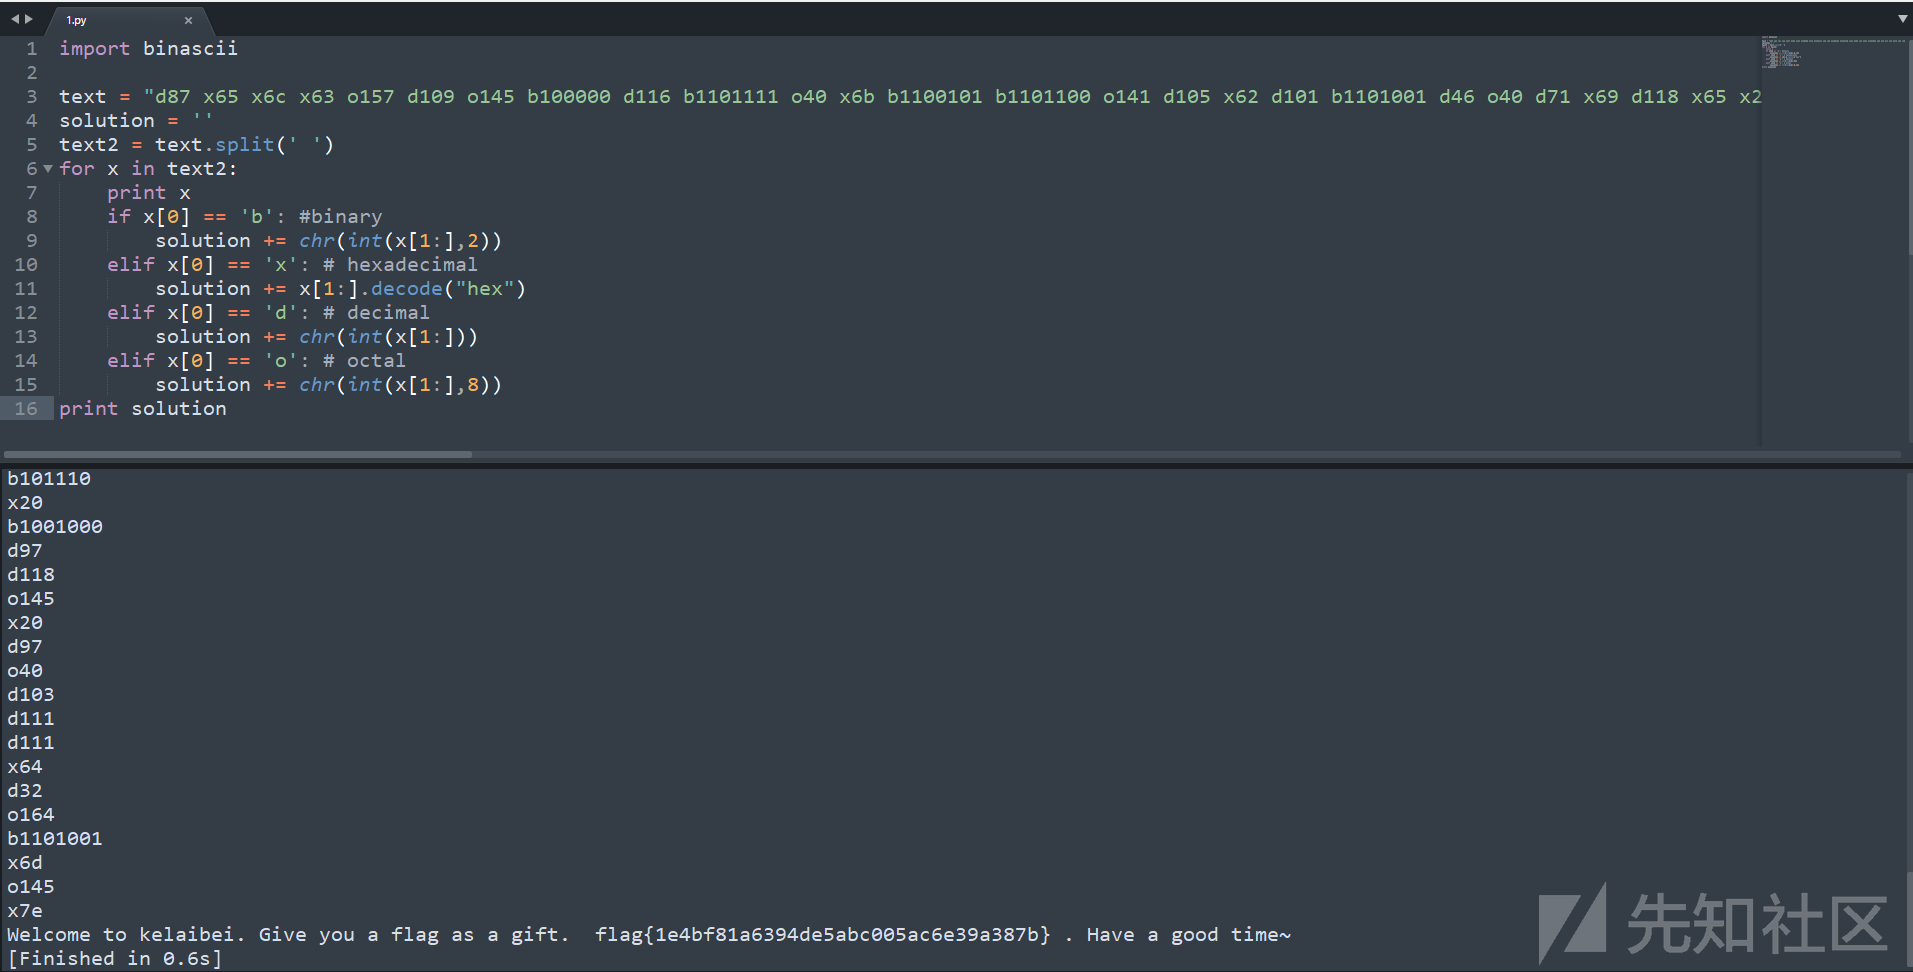 1.py ×
1 import binascii
2
3 text = "d87 x65 x6c x63 o157 d109 o145 b100000 d116 b1101111 o40 x6b b1100101 b1101100 o141 d105 x62 d101 b1101001 d46 o40 d71 x69 d118 x65 x2
4 solution = ''
5 text2 = text.split(' ')
6 for x in text2:
7     print x
8     if x[0] == 'b': #binary
9         solution += chr(int(x[1:],2))
10     elif x[0] == 'x': # hexadecimal
11         solution += x[1:].decode("hex")
12     elif x[0] == 'd': # decimal
13         solution += chr(int(x[1:]))
14     elif x[0] == 'o': # octal
15         solution += chr(int(x[1:],8))
16 print solution
b101110
x20
b1001000
d97
d118
o145
x20
d97
o40
d103
d111
d111
x64
d32
o164
b1101001
x6d
o145
x7e
Welcome to kelaibei. Give you a flag as a gift.  flag{1e4bf81a6394de5abc005ac6e39a387b} . Have a good time~
[Finished in 0.6s]
先知社区